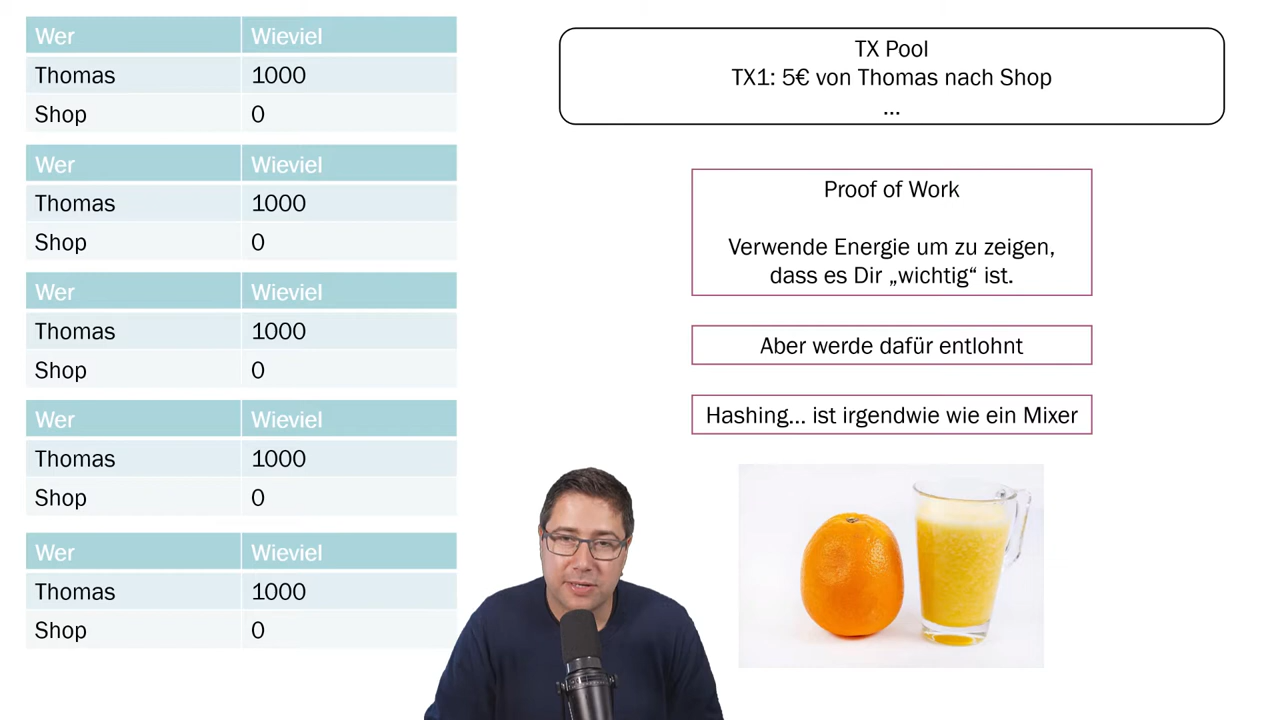 Wer Wieviel
Thomas 1000
Shop 0
Wer Wieviel
Thomas 1000
Shop 0
Wer Wieviel
Thomas 1000
Shop 0
Wer Wieviel
Thomas 1000
Shop 0
Wer Wieviel
Thomas 1000
Shop 0
TX Pool
TX1: 5€ von Thomas nach Shop
...
Proof of Work
Verwende Energie um zu zeigen,
dass es Dir „wichtig“ ist.
Aber werde dafür entlohnt
Hashing... ist irgendwie wie ein Mixer